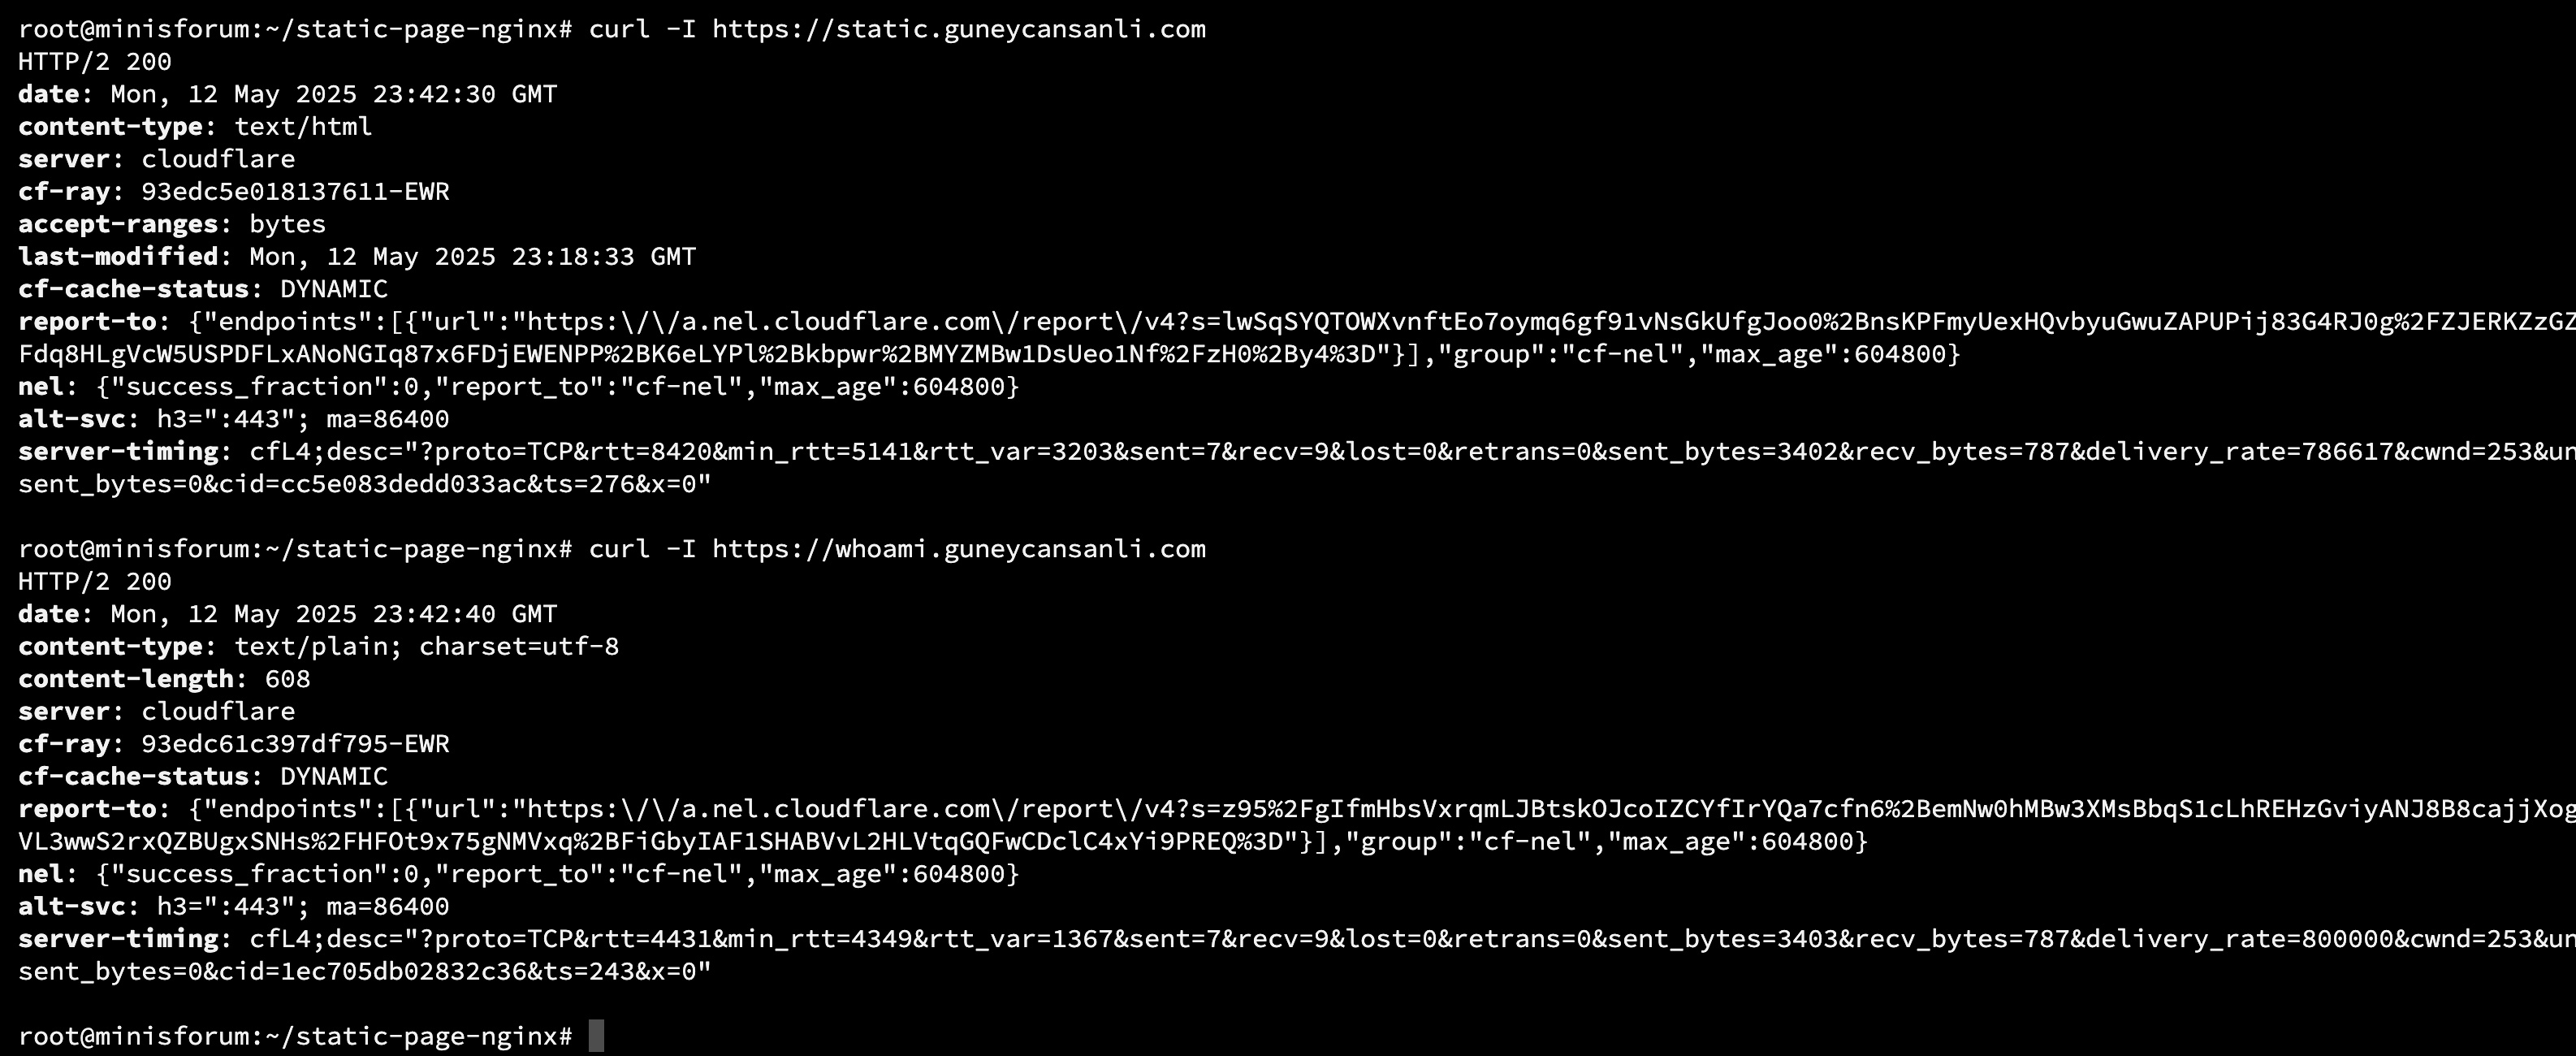 root@minisforum:~/static-page-nginx# curl -I https://static.guneycansanli.com
HTTP/2 200
date: Mon, 12 May 2025 23:42:30 GMT
content-type: text/html
server: cloudflare
cf-ray: 93edc5e018137611-EWR
accept-ranges: bytes
last-modified: Mon, 12 May 2025 23:18:33 GMT
cf-cache-status: DYNAMIC
report-to: {"endpoints":[{"url":"https:\/\/a.nel.cloudflare.com\/report\/v4?s=lwSqSYQTOWXvnftEo7oymq6gf91vNsGkUfgJoo0%2BnsKPFmyUexHQvbyuGwuZAPUPij83G4RJ0g%2FZJERKZzGZ
Fdq8HLgVcW5USPDFLxANoNGIq87x6FDjEWENPP%2BK6eLYPl%2Bkbpwr%2BMYZMBw1DsUeo1Nf%2FzH0%2By4%3D"}],"group":"cf-nel","max_age":604800}
nel: {"success_fraction":0,"report_to":"cf-nel","max_age":604800}
alt-svc: h3=":443"; ma=86400
server-timing: cfL4;desc="?proto=TCP&rtt=8420&min_rtt=5141&rtt_var=3203&sent=7&recv=9&lost=0&retrans=0&sent_bytes=3402&recv_bytes=787&delivery_rate=786617&cwnd=253&un
sent_bytes=0&cid=cc5e083dedd033ac&ts=276&x=0"
root@minisforum:~/static-page-nginx# curl -I https://whoami.guneycansanli.com
HTTP/2 200
date: Mon, 12 May 2025 23:42:40 GMT
content-type: text/plain; charset=utf-8
content-length: 608
server: cloudflare
cf-ray: 93edc61c397df795-EWR
cf-cache-status: DYNAMIC
report-to: {"endpoints":[{"url":"https:\/\/a.nel.cloudflare.com\/report\/v4?s=z95%2FgIfmHbsVxrqmLJBtskOJcoIZCYfIrYQa7cfn6%2BemNw0hMBw3XMsBbqS1cLhREHzGviyANJ8B8cajjXog
VL3wwS2rxQZBUgxSNHs%2FHFOt9x75gNMVxq%2BFiGbyIAF1SHABVvL2HLVtqGQFwCDclC4xYi9PREQ%3D"}],"group":"cf-nel","max_age":604800}
nel: {"success_fraction":0,"report_to":"cf-nel","max_age":604800}
alt-svc: h3=":443"; ma=86400
server-timing: cfL4;desc="?proto=TCP&rtt=4431&min_rtt=4349&rtt_var=1367&sent=7&recv=9&lost=0&retrans=0&sent_bytes=3403&recv_bytes=787&delivery_rate=800000&cwnd=253&un
sent_bytes=0&cid=1ec705db02832c36&ts=243&x=0"
root@minisforum:~/static-page-nginx#